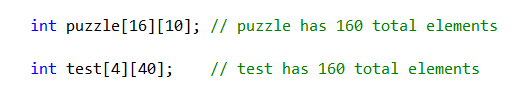 int puzzle[16][10]; // puzzle has 160 total elements
int test[4][40];    // test has 160 total elements